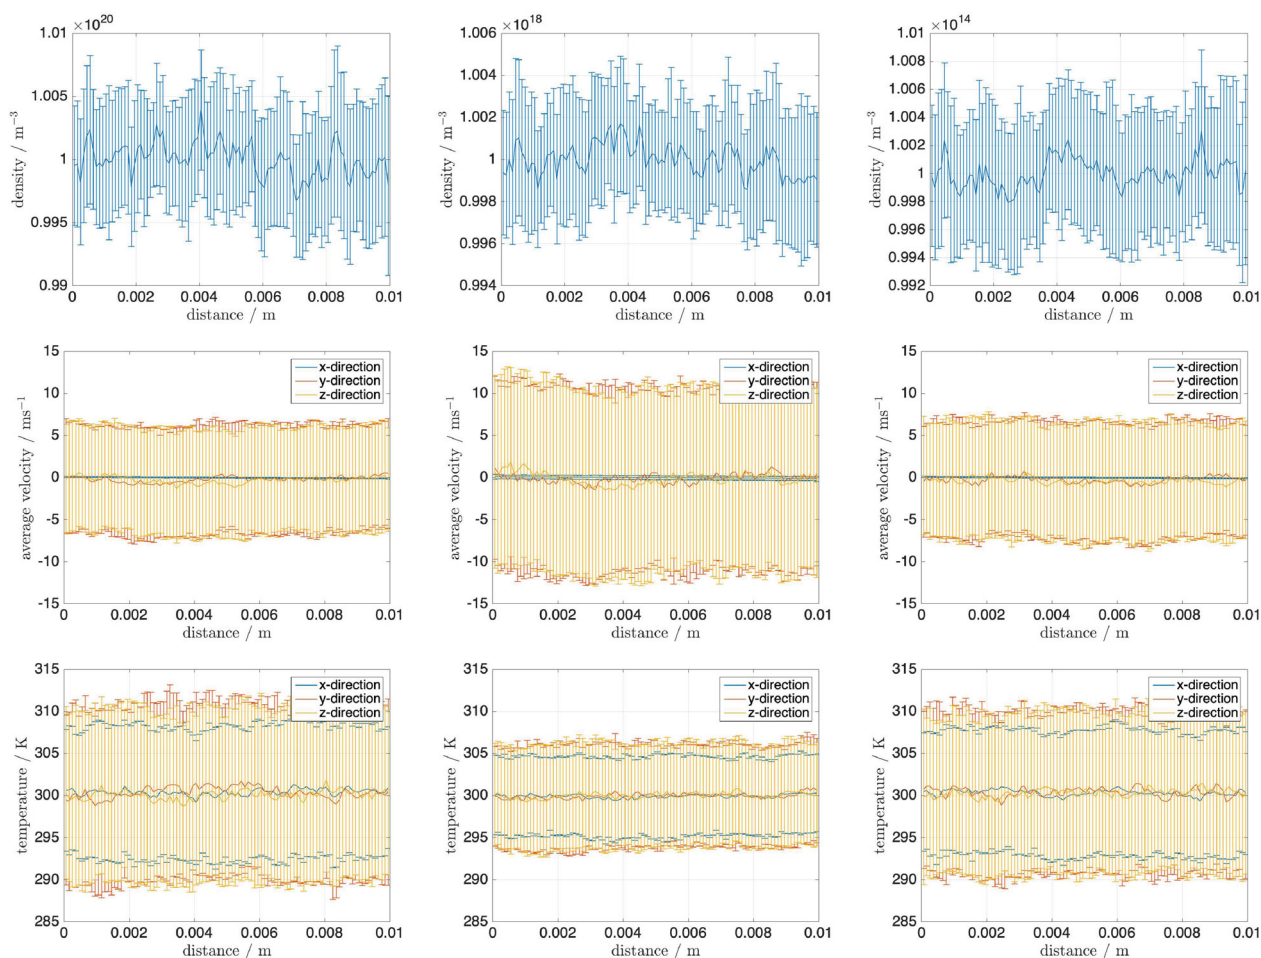 ×10^20
1.01
1.005
1
0.995
0.99
density / m^−3
0 0.002 0.004 0.006 0.008 0.01
distance / m
×10^18
1.006
1.004
1.002
1
0.998
0.996
0.994
density / m^−3
0 0.002 0.004 0.006 0.008 0.01
distance / m
×10^14
1.01
1.008
1.006
1.004
1.002
1
0.998
0.996
0.994
0.992
density / m^−3
0 0.002 0.004 0.006 0.008 0.01
distance / m
15
10
5
0
-5
-10
-15
average velocity / ms^−1
x-direction
y-direction
z-direction
0 0.002 0.004 0.006 0.008 0.01
distance / m
15
10
5
0
-5
-10
-15
average velocity / ms^−1
x-direction
y-direction
z-direction
0 0.002 0.004 0.006 0.008 0.01
distance / m
15
10
5
0
-5
-10
-15
average velocity / ms^−1
x-direction
y-direction
z-direction
0 0.002 0.004 0.006 0.008 0.01
distance / m
315
310
305
300
295
290
285
temperature / K
x-direction
y-direction
z-direction
0 0.002 0.004 0.006 0.008 0.01
distance / m
315
310
305
300
295
290
285
temperature / K
x-direction
y-direction
z-direction
0 0.002 0.004 0.006 0.008 0.01
distance / m
315
310
305
300
295
290
285
temperature / K
x-direction
y-direction
z-direction
0 0.002 0.004 0.006 0.008 0.01
distance / m